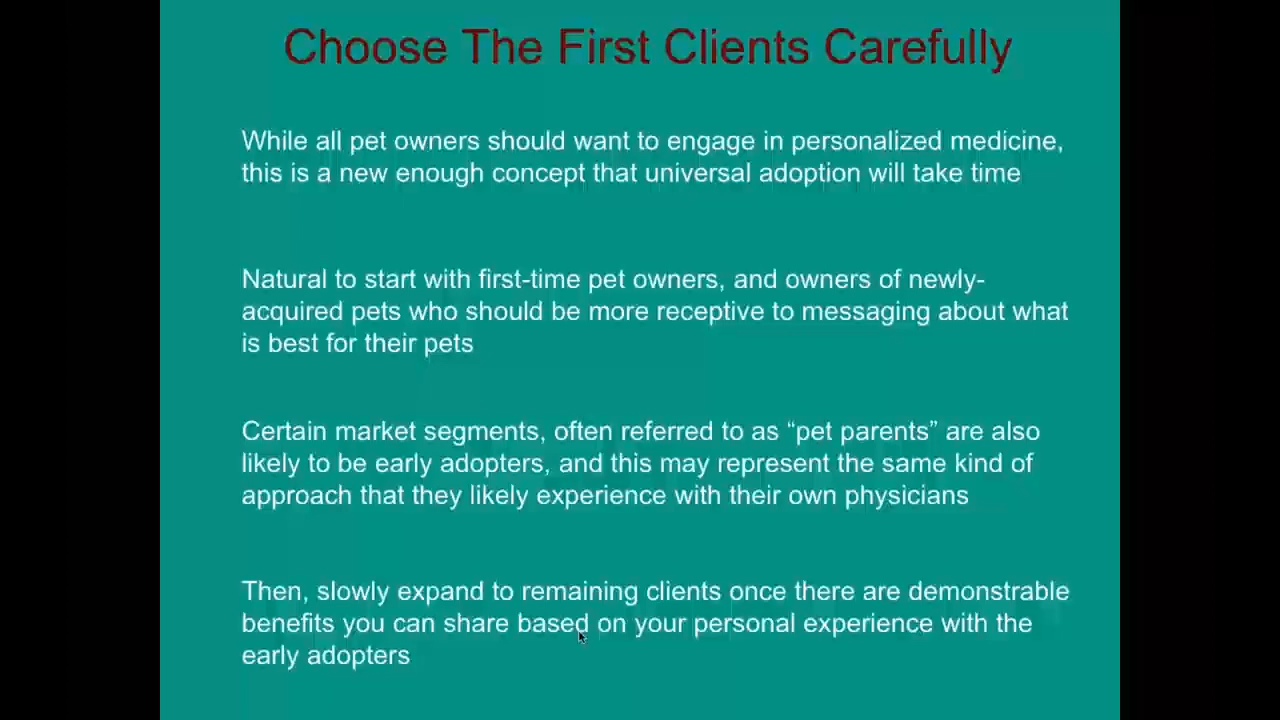 Choose The First Clients Carefully
While all pet owners should want to engage in personalized medicine,
this is a new enough concept that universal adoption will take time
Natural to start with first-time pet owners, and owners of newly-
acquired pets who should be more receptive to messaging about what
is best for their pets
Certain market segments, often referred to as “pet parents” are also
likely to be early adopters, and this may represent the same kind of
approach that they likely experience with their own physicians
Then, slowly expand to remaining clients once there are demonstrable
benefits you can share based on your personal experience with the
early adopters